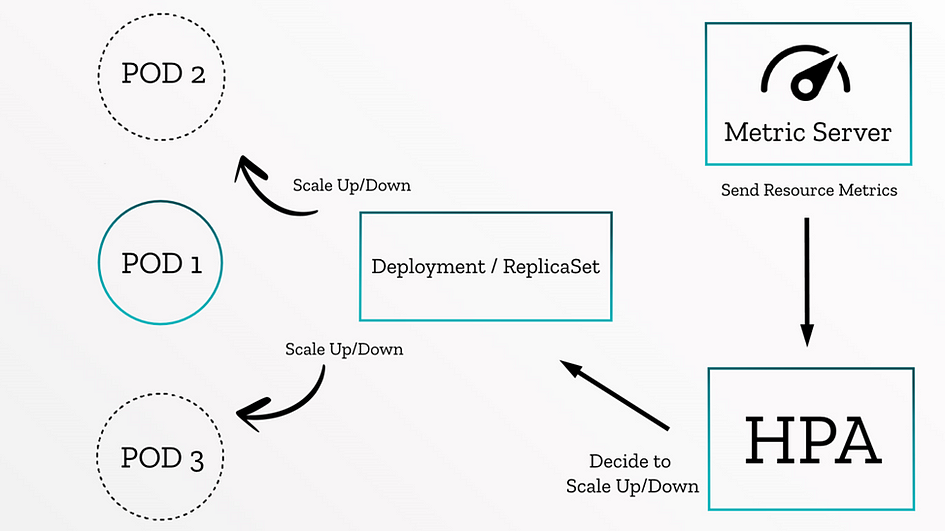 POD 2
Metric Server
Scale Up/Down
Send Resource Metrics
POD 1
Deployment / ReplicaSet
Scale Up/Down
HPA
POD 3
Decide to
Scale Up/Down